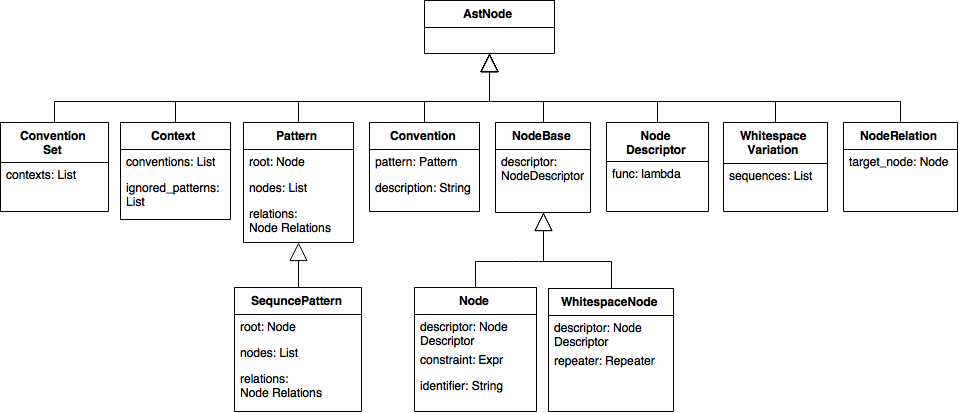 AstNode
Convention
Set
contexts: List
Context
conventions: List
ignored_patterns:
List
Pattern
root: Node
nodes: List
relations:
Node Relations
Convention
pattern: Pattern
description: String
NodeBase
descriptor:
NodeDescriptor
Node
Descriptor
func: lambda
Whitespace
Variation
sequences: List
NodeRelation
target_node: Node
SequncePattern
root: Node
nodes: List
relations:
Node Relations
Node
descriptor: Node
Descriptor
constraint: Expr
identifier: String
WhitespaceNode
descriptor: Node
Descriptor
repeater: Repeater